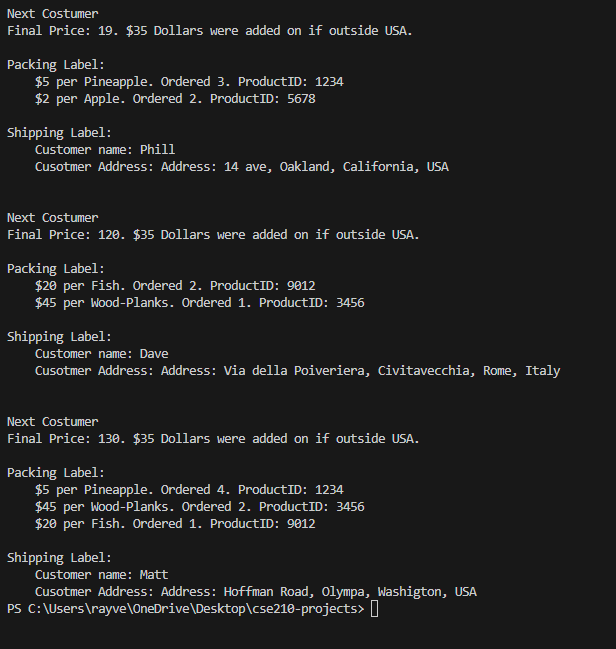 Next Costumer
Final Price: 19. $35 Dollars were added on if outside USA.
Packing Label:
$5 per Pineapple. Ordered 3. ProductID: 1234
$2 per Apple. Ordered 2. ProductID: 5678
Shipping Label:
Customer name: Phill
Cusotmer Address: Address: 14 ave, Oakland, California, USA
Next Costumer
Final Price: 120. $35 Dollars were added on if outside USA.
Packing Label:
$20 per Fish. Ordered 2. ProductID: 9012
$45 per Wood-Planks. Ordered 1. ProductID: 3456
Shipping Label:
Customer name: Dave
Cusotmer Address: Address: Via della Poiveriera, Civitavecchia, Rome, Italy
Next Costumer
Final Price: 130. $35 Dollars were added on if outside USA.
Packing Label:
$5 per Pineapple. Ordered 4. ProductID: 1234
$45 per Wood-Planks. Ordered 2. ProductID: 3456
$20 per Fish. Ordered 1. ProductID: 9012
Shipping Label:
Customer name: Matt
Cusotmer Address: Address: Hoffman Road, Olympa, Washigton, USA
PS C:\Users\rayve\OneDrive\Desktop\cse210-projects>